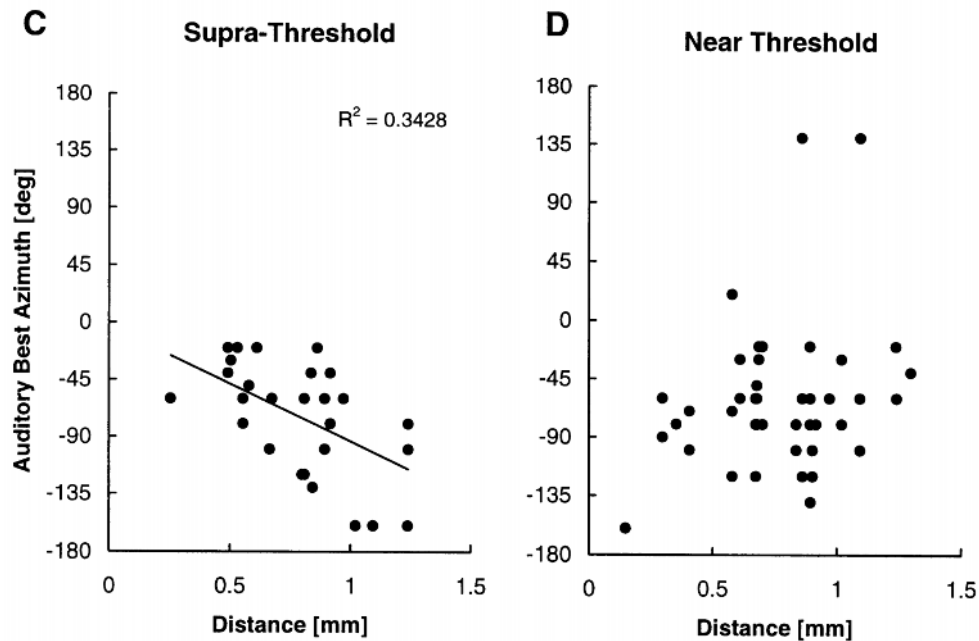 C
Supra-Threshold
R² = 0.3428
Auditory Best Azimuth [deg]
180
135
90
45
0
-45
-90
-135
-180
0 0.5 1 1.5
Distance [mm]
D
Near Threshold
180
135
90
45
0
-45
-90
-135
-180
0 0.5 1 1.5
Distance [mm]